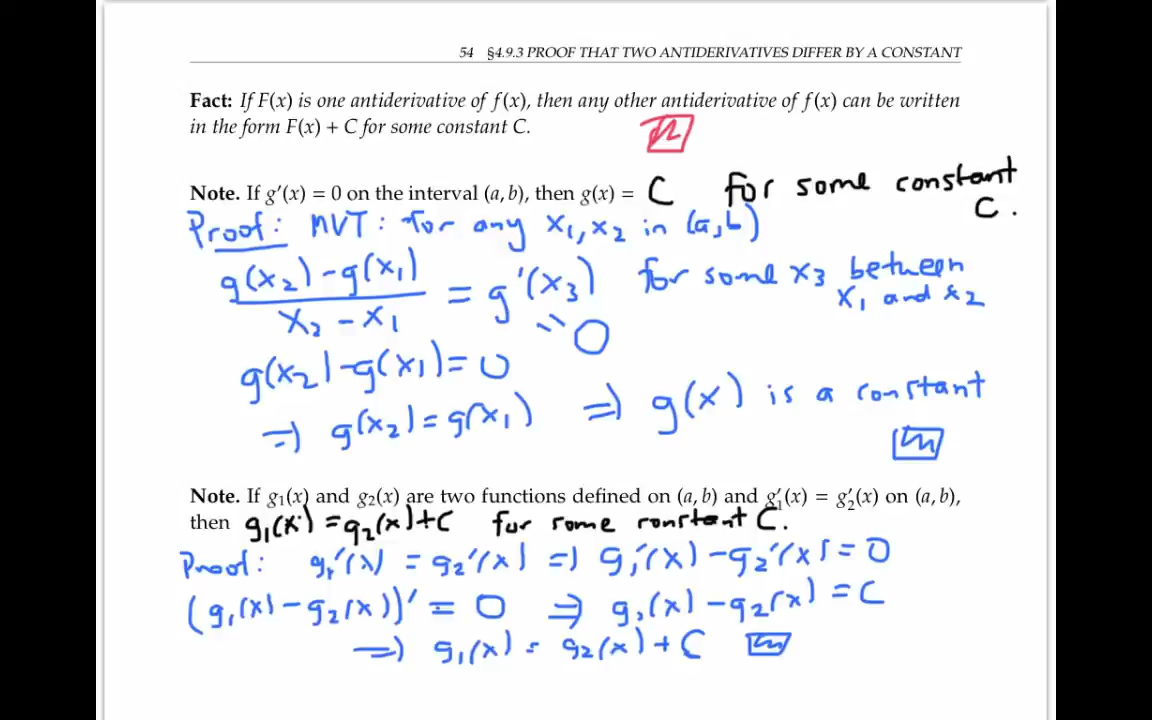 54 §4.9.3 PROOF THAT TWO ANTIDERIVATIVES DIFFER BY A CONSTANT
Fact: If F(x) is one antiderivative of f(x), then any other antiderivative of f(x) can be written
in the form F(x) + C for some constant C.
Note. If g′(x) = 0 on the interval (a, b), then g(x) = C for some constant
C.
Proof: MVT: for any x₁, x₂ in (a,b)
g(x₂) - g(x₁) / x₂ - x₁ = g'(x₃) for some x₃ between
x₁ and x₂
= 0
g(x₂) - g(x₁) = 0
⇒ g(x₂) = g(x₁) ⇒ g(x) is a constant
Note. If g₁(x) and g₂(x) are two functions defined on (a, b) and g₁′(x) = g₂′(x) on (a, b),
then g₁(x) = g₂(x) + C for some constant C.
Proof: g₁'(x) = g₂'(x) ⇒ g₁'(x) - g₂'(x) = 0
(g₁(x) - g₂(x))' = 0 ⇒ g₁(x) - g₂(x) = C
⇒ g₁(x) = g₂(x) + C